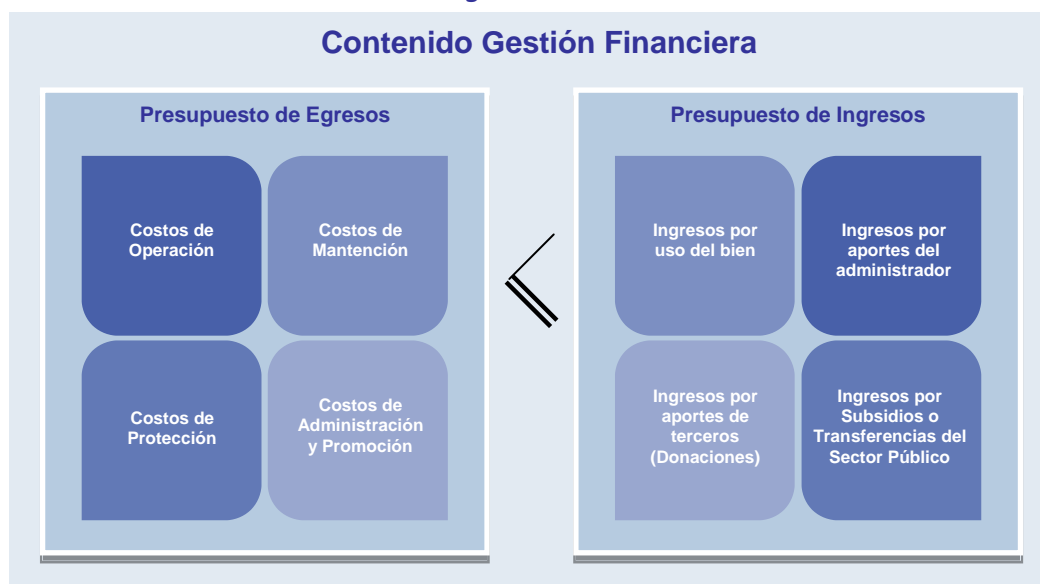 Contenido Gestión Financiera
Presupuesto de Egresos
Costos de
Operación
Costos de
Mantención
Costos de
Protección
Costos de
Administración
y Promoción
Presupuesto de Ingresos
Ingresos por
uso del bien
Ingresos por
aportes del
administrador
Ingresos por
aportes de
terceros
(Donaciones)
Ingresos por
Subsidios o
Transferencias del
Sector Público